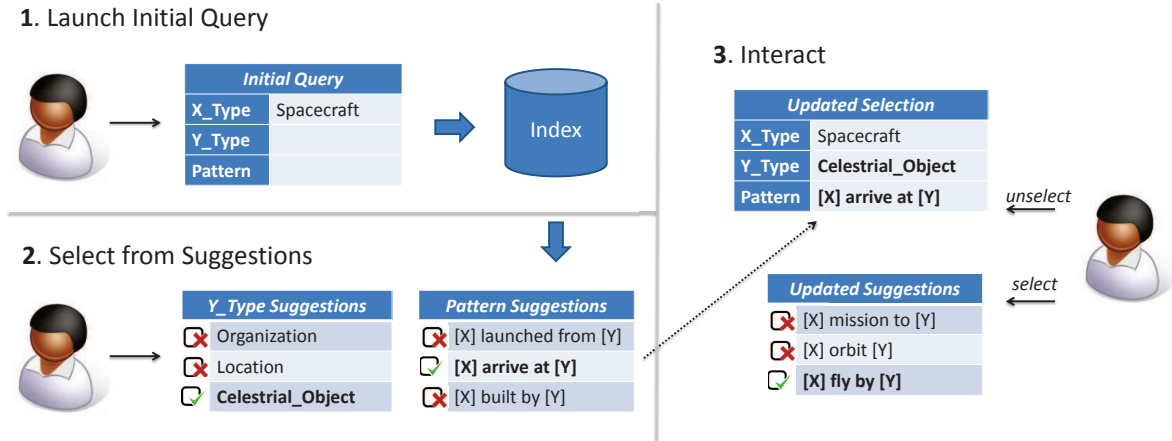 1. Launch Initial Query
Initial Query
X_Type Spacecraft
Y_Type
Pattern
Index
2. Select from Suggestions
Y_Type Suggestions
Organization
Location
Celestrial_Object
Pattern Suggestions
[X] launched from [Y]
[X] arrive at [Y]
[X] built by [Y]
3. Interact
Updated Selection
X_Type Spacecraft
Y_Type Celestrial_Object
Pattern [X] arrive at [Y]
unselect
select
Updated Suggestions
[X] mission to [Y]
[X] orbit [Y]
[X] fly by [Y]